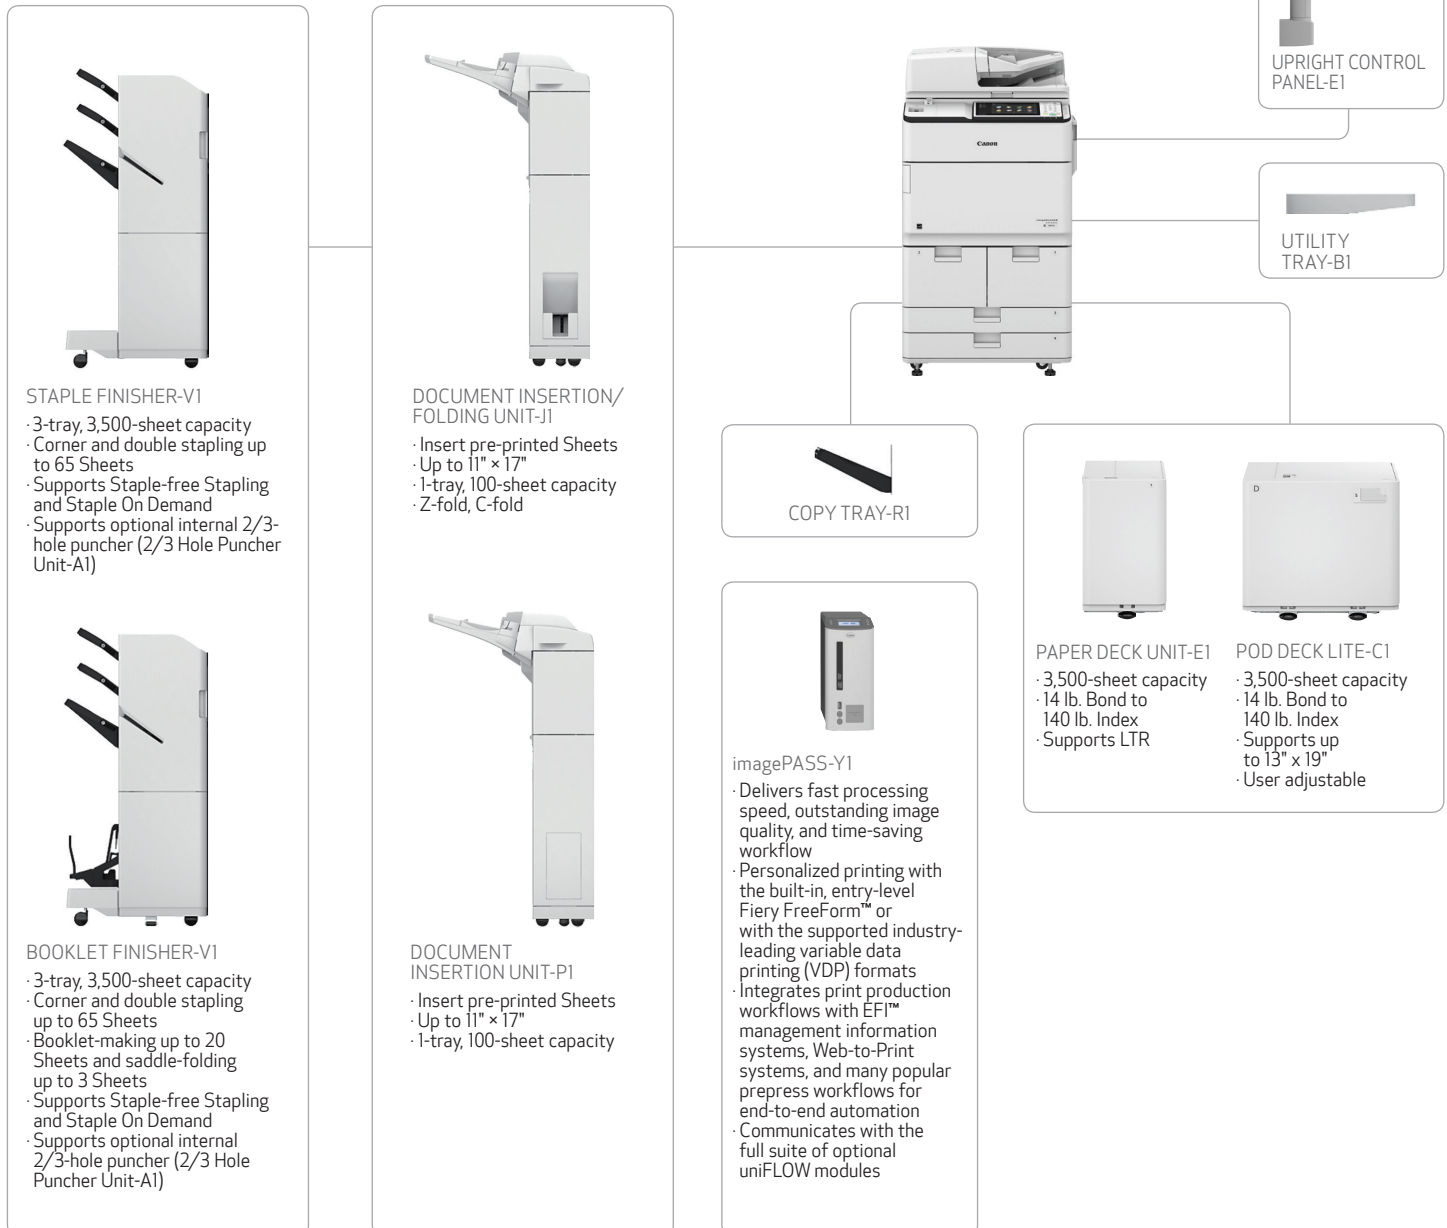 UPRIGHT CONTROL
PANEL-E1
Canon
UTILITY
TRAY-B1
STAPLE FINISHER-V1
· 3-tray, 3,500-sheet capacity
· Corner and double stapling up
to 65 Sheets
· Supports Staple-free Stapling
and Staple On Demand
· Supports optional internal 2/3-
hole puncher (2/3 Hole Puncher
Unit-A1)
BOOKLET FINISHER-V1
· 3-tray, 3,500-sheet capacity
· Corner and double stapling
up to 65 Sheets
· Booklet-making up to 20
Sheets and saddle-folding
up to 3 Sheets
· Supports Staple-free Stapling
and Staple On Demand
· Supports optional internal
2/3-hole puncher (2/3 Hole
Puncher Unit-A1)
DOCUMENT INSERTION/
FOLDING UNIT-J1
· Insert pre-printed Sheets
· Up to 11" × 17"
· 1-tray, 100-sheet capacity
· Z-fold, C-fold
DOCUMENT
INSERTION UNIT-P1
· Insert pre-printed Sheets
· Up to 11" × 17"
· 1-tray, 100-sheet capacity
COPY TRAY-R1
imagePASS-Y1
· Delivers fast processing
speed, outstanding image
quality, and time-saving
workflow
· Personalized printing with
the built-in, entry-level
Fiery FreeForm™ or
with the supported industry-
leading variable data
printing (VDP) formats
· Integrates print production
workflows with EFI™
management information
systems, Web-to-Print
systems, and many popular
prepress workflows for
end-to-end automation
· Communicates with the
full suite of optional
uniFLOW modules
PAPER DECK UNIT-E1
· 3,500-sheet capacity
· 14 lb. Bond to
140 lb. Index
· Supports LTR
D
POD DECK LITE-C1
· 3,500-sheet capacity
· 14 lb. Bond to
140 lb. Index
· Supports up
to 13" x 19"
· User adjustable